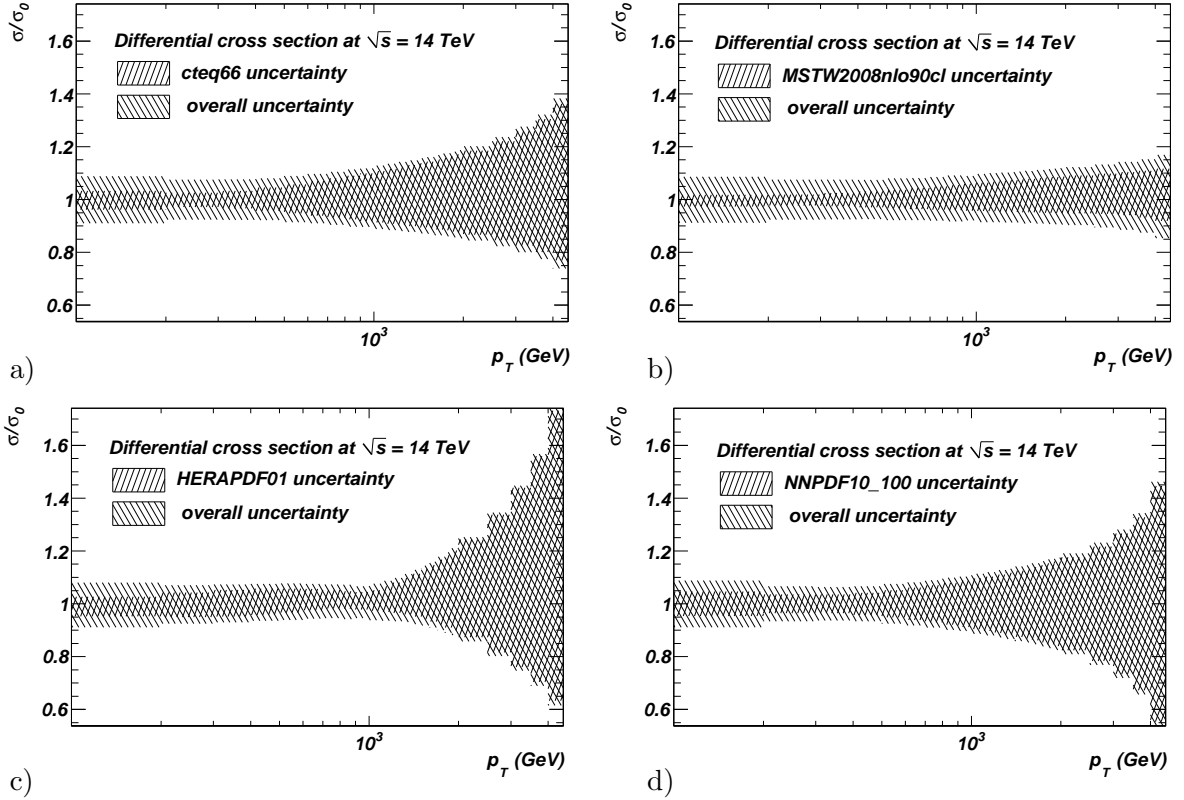 σ/σ0
1.6
1.4
1.2
1
0.8
0.6
Differential cross section at √s = 14 TeV
cteq66 uncertainty
overall uncertainty
10³
p_T (GeV)
a)
σ/σ0
1.6
1.4
1.2
1
0.8
0.6
Differential cross section at √s = 14 TeV
MSTW2008nlo90cl uncertainty
overall uncertainty
10³
p_T (GeV)
b)
σ/σ0
1.6
1.4
1.2
1
0.8
0.6
Differential cross section at √s = 14 TeV
HERAPDF01 uncertainty
overall uncertainty
10³
p_T (GeV)
c)
σ/σ0
1.6
1.4
1.2
1
0.8
0.6
Differential cross section at √s = 14 TeV
NNPDF10_100 uncertainty
overall uncertainty
10³
p_T (GeV)
d)